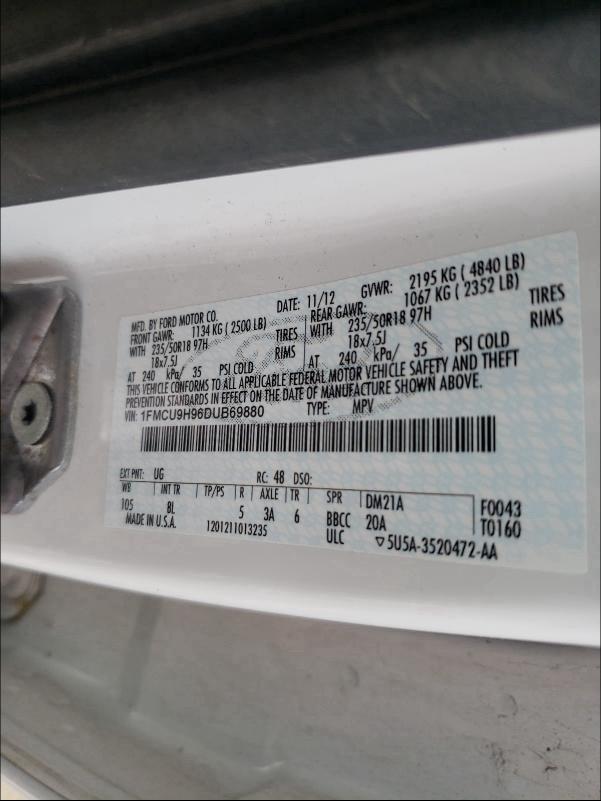 MFD. BY FORD MOTOR CO.
DATE: 11/12 GVWR: 2195 KG ( 4840 LB)
FRONT GAWR: 1134 KG ( 2500 LB) REAR GAWR: 1067 KG ( 2352 LB)
WITH 235/50R18 97H TIRES WITH 235/50R18 97H TIRES
18x7.5J RIMS 18x7.5J RIMS
AT 240 kPa/ 35 PSI COLD AT 240 kPa/ 35 PSI COLD
THIS VEHICLE CONFORMS TO ALL APPLICABLE FEDERAL MOTOR VEHICLE SAFETY AND THEFT
PREVENTION STANDARDS IN EFFECT ON THE DATE OF MANUFACTURE SHOWN ABOVE.
VIN: 1FMCU9H96DUB69880 TYPE: MPV
EXT PNT: UG RC: 48 DSO:
WB INT TR TP/PS R AXLE TR SPR DM21A F0043
105 BL 5 3A 6 BBCC 20A T0160
MADE IN U.S.A. 1201211013235 ULC ▽5U5A-3520472-AA